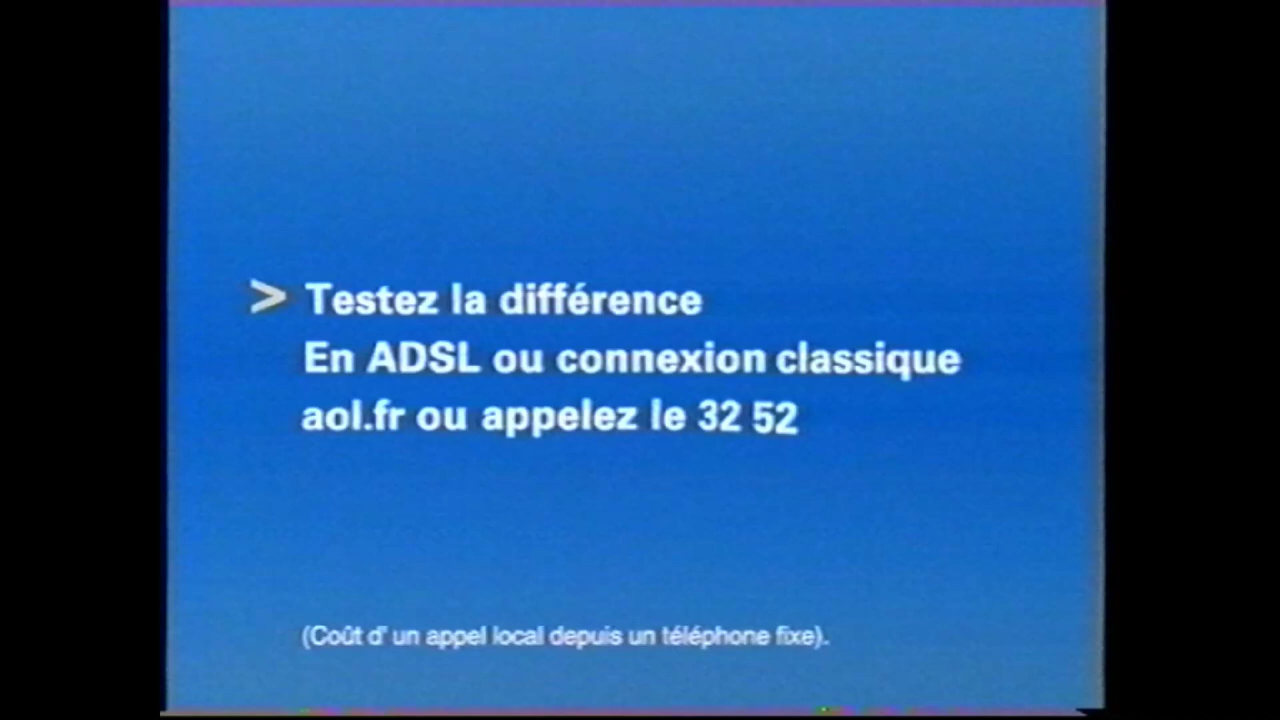 > Testez la différence
En ADSL ou connexion classique
aol.fr ou appelez le 32 52
(Coût d' un appel local depuis un téléphone fixe).